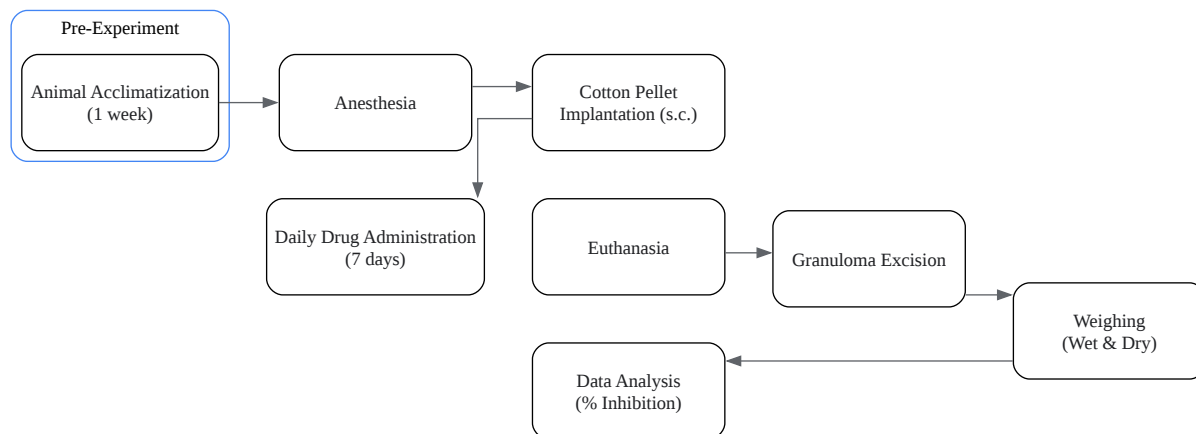 Pre-Experiment
Animal Acclimatization
(1 week)
Anesthesia
Cotton Pellet
Implantation (s.c.)
Daily Drug Administration
(7 days)
Euthanasia
Granuloma Excision
Weighing
(Wet & Dry)
Data Analysis
(% Inhibition)